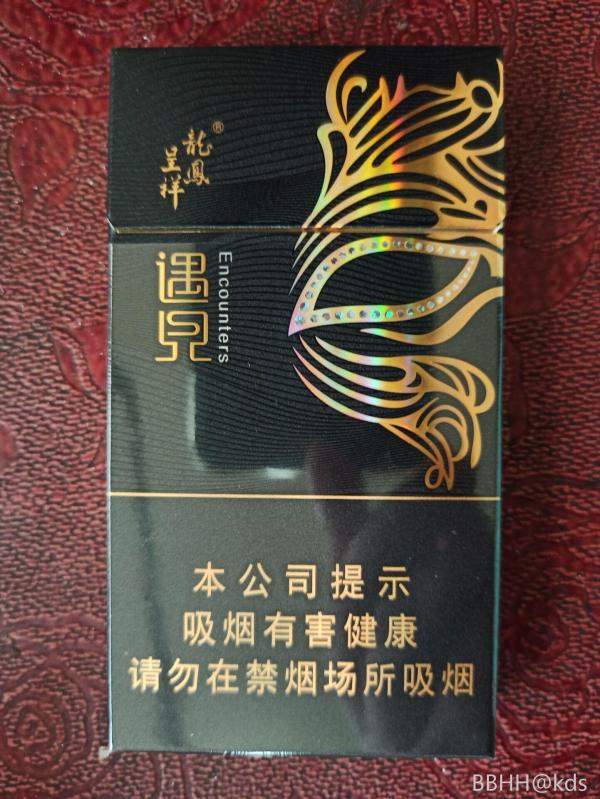 龍鳳®
呈祥
遇见
Encounters
本公司提示
吸烟有害健康
请勿在禁烟场所吸烟
BBHH@kds